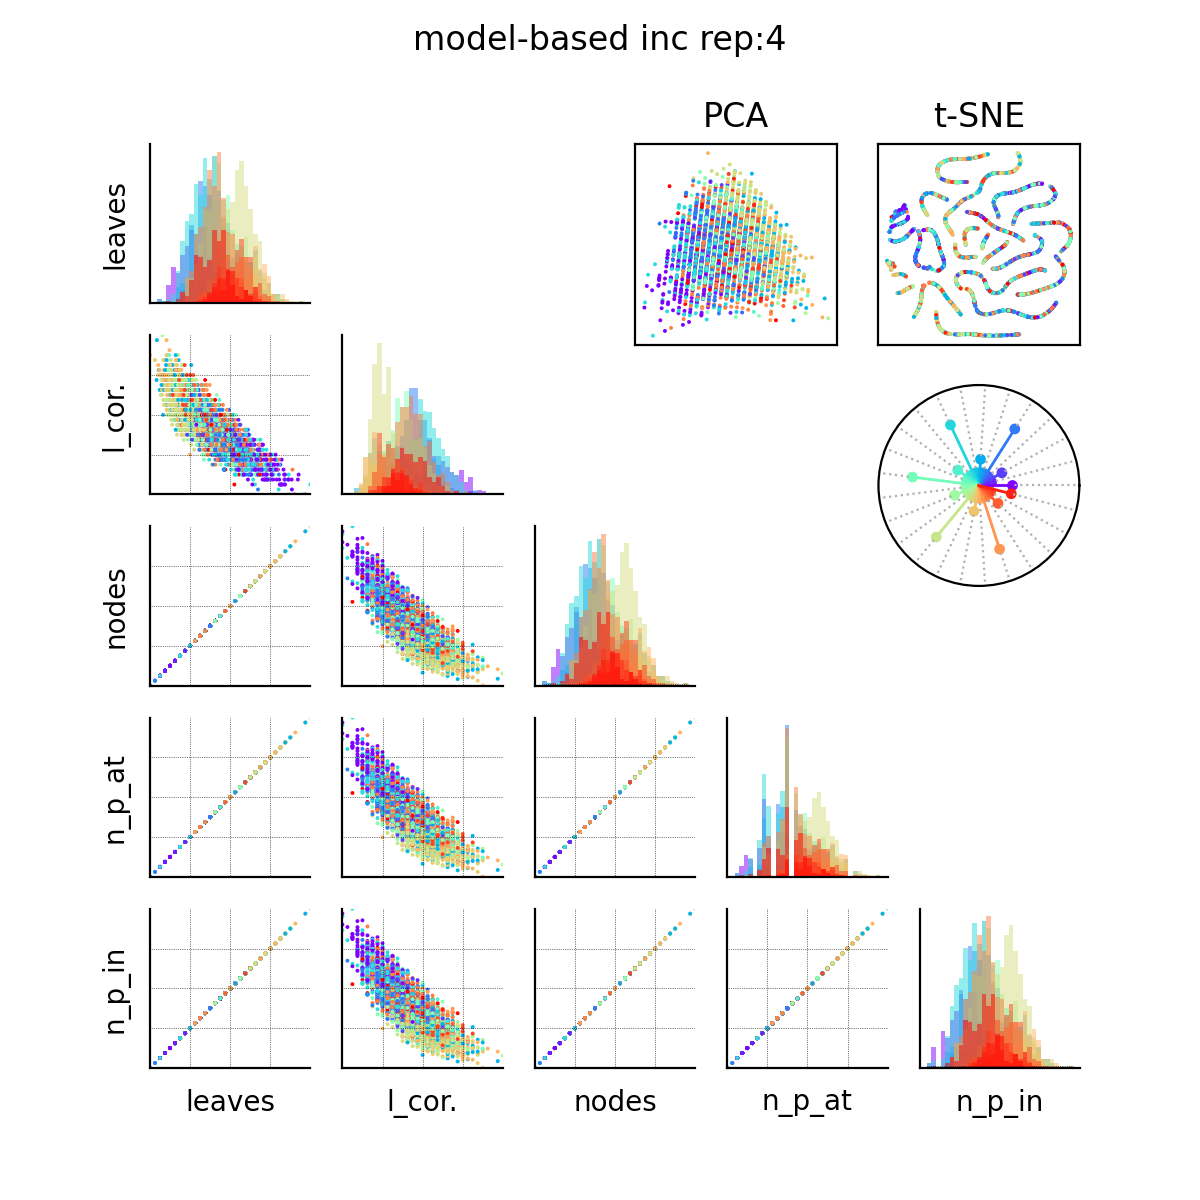 model-based inc rep:4
PCA
t-SNE
leaves
l_cor.
nodes
n_p_at
n_p_in
leaves
l_cor.
nodes
n_p_at
n_p_in